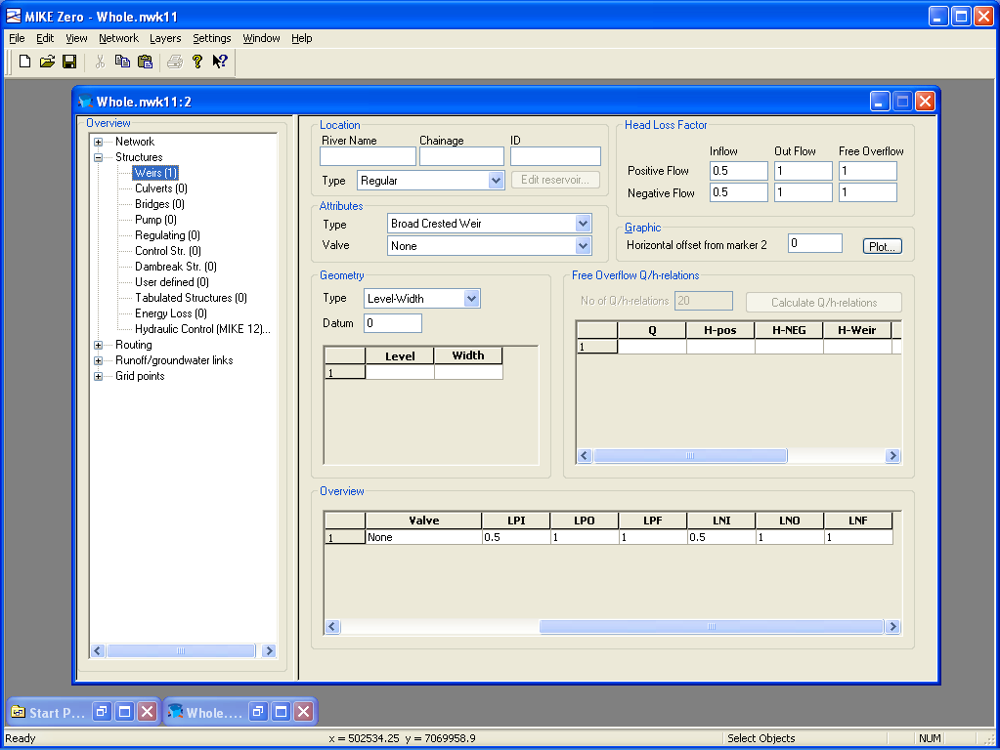 MIKE Zero - Whole.nwk11
File Edit View Network Layers Settings Window Help
Whole.nwk11:2
Overview
Network
Structures
Weirs (1)
Culverts (0)
Bridges (0)
Pump (0)
Regulating (0)
Control Str. (0)
Dambreak Str. (0)
User defined (0)
Tabulated Structures (0)
Energy Loss (0)
Hydraulic Control (MIKE 12)...
Routing
Runoff/groundwater links
Grid points
Location
River Name Chainage ID
Type Regular Edit reservoir...
Attributes
Type Broad Crested Weir
Valve None
Head Loss Factor
Inflow Out Flow Free Overflow
Positive Flow 0.5 1 1
Negative Flow 0.5 1 1
Graphic
Horizontal offset from marker 2 0 Plot...
Geometry
Type Level-Width
Datum 0
Level Width
1
Free Overflow Q/h-relations
No of Q/h-relations 20 Calculate Q/h-relations
Q H-pos H-NEG H-Weir
1
Overview
Valve LPI LPO LPF LNI LNO LNF
1 None 0.5 1 1 0.5 1 1
Start P... Whole....
Ready x = 502534.25 y = 7069958.9 Select Objects NUM